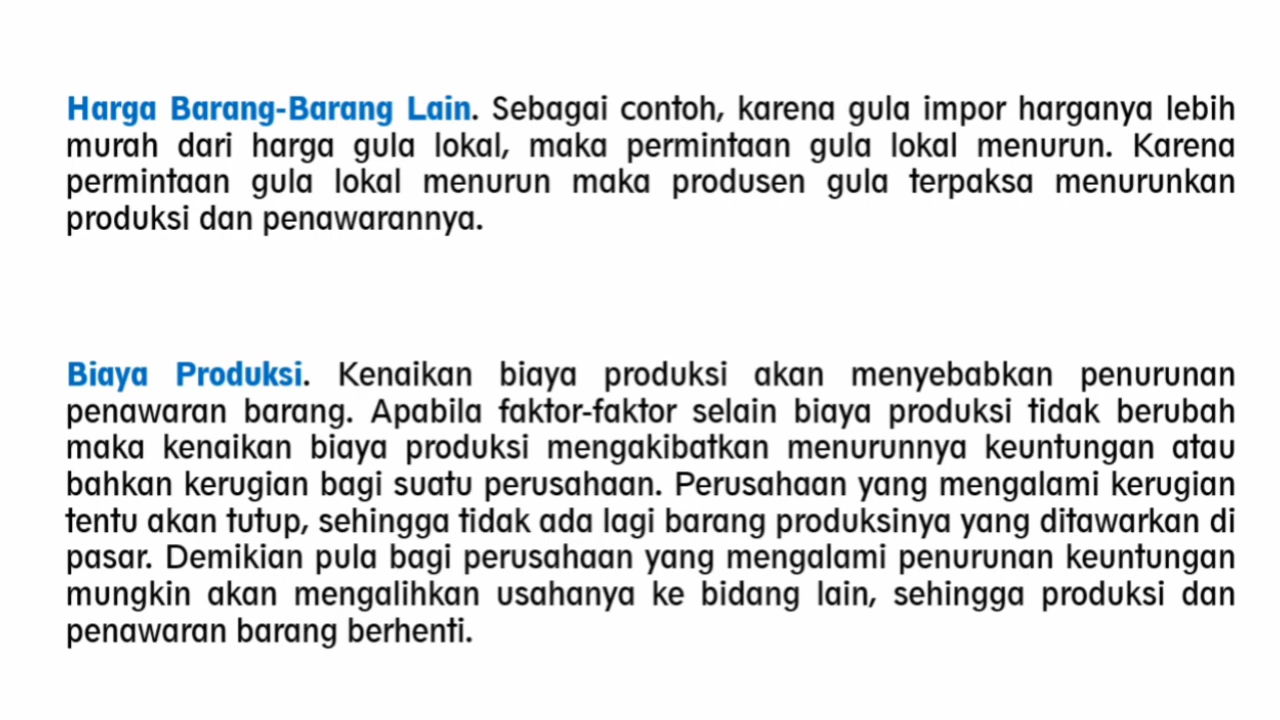 Harga Barang-Barang Lain. Sebagai contoh, karena gula impor harganya lebih
murah dari harga gula lokal, maka permintaan gula lokal menurun. Karena
permintaan gula lokal menurun maka produsen gula terpaksa menurunkan
produksi dan penawarannya.
Biaya Produksi. Kenaikan biaya produksi akan menyebabkan penurunan
penawaran barang. Apabila faktor-faktor selain biaya produksi tidak berubah
maka kenaikan biaya produksi mengakibatkan menurunnya keuntungan atau
bahkan kerugian bagi suatu perusahaan. Perusahaan yang mengalami kerugian
tentu akan tutup, sehingga tidak ada lagi barang produksinya yang ditawarkan di
pasar. Demikian pula bagi perusahaan yang mengalami penurunan keuntungan
mungkin akan mengalihkan usahanya ke bidang lain, sehingga produksi dan
penawaran barang berhenti.